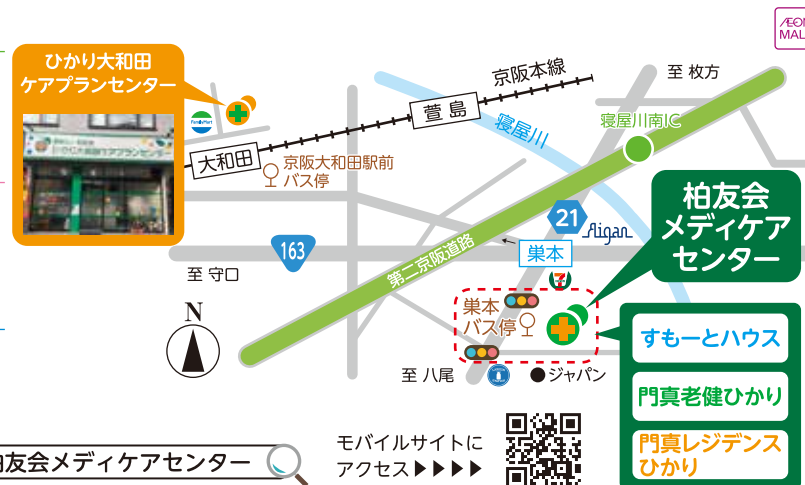 ÆON
MALL
ひかり大和田
ケアプランセンター
FamilyMart
大和田
萱島
京阪本線
京阪大和田駅前
バス停
寝屋川
至 枚方
寝屋川南IC
163
21
Aigan
巣本
第二京阪道路
至 守口
N
柏友会
メディケア
センター
7
巣本
バス停
至 八尾
ジャパン
すもーとハウス
門真老健ひかり
門真レジデンス
ひかり
柏友会メディケアセンター
モバイルサイトに
アクセス▶▶▶▶